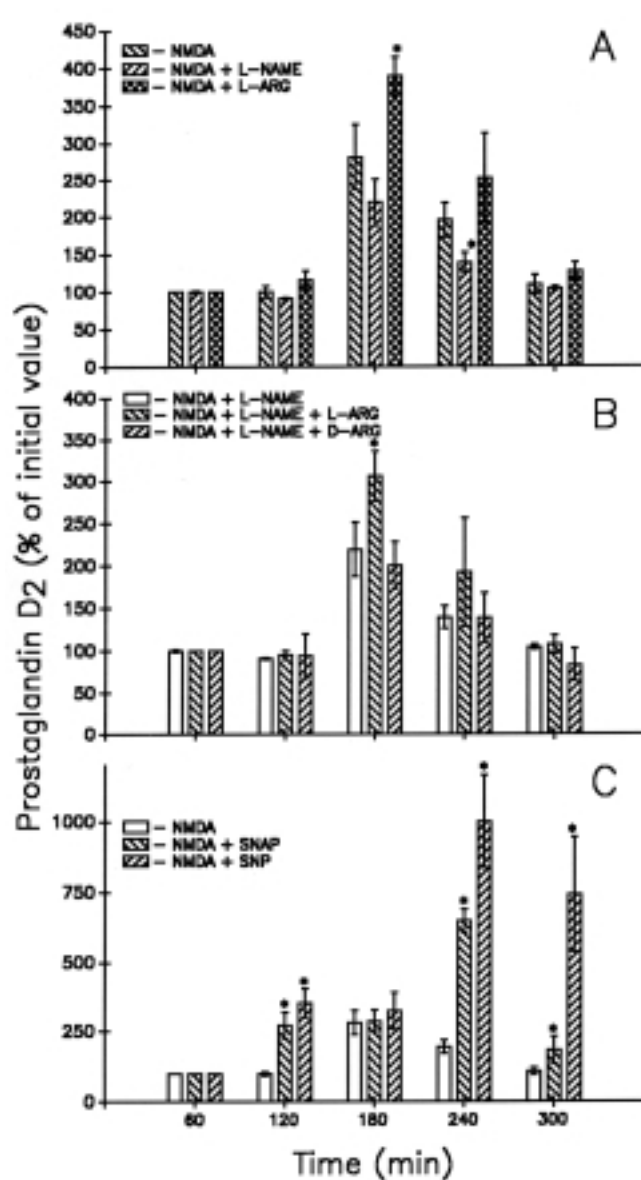 A
– NMDA
– NMDA + L–NAME
– NMDA + L–ARG
450
400
350
300
250
200
150
100
50
0
B
– NMDA + L–NAME
– NMDA + L–NAME + L–ARG
– NMDA + L–NAME + D–ARG
400
350
300
250
200
150
100
50
0
C
– NMDA
– NMDA + SNAP
– NMDA + SNP
1000
750
500
250
0
60 120 180 240 300
Time (min)
Prostaglandin D2 (% of initial value)